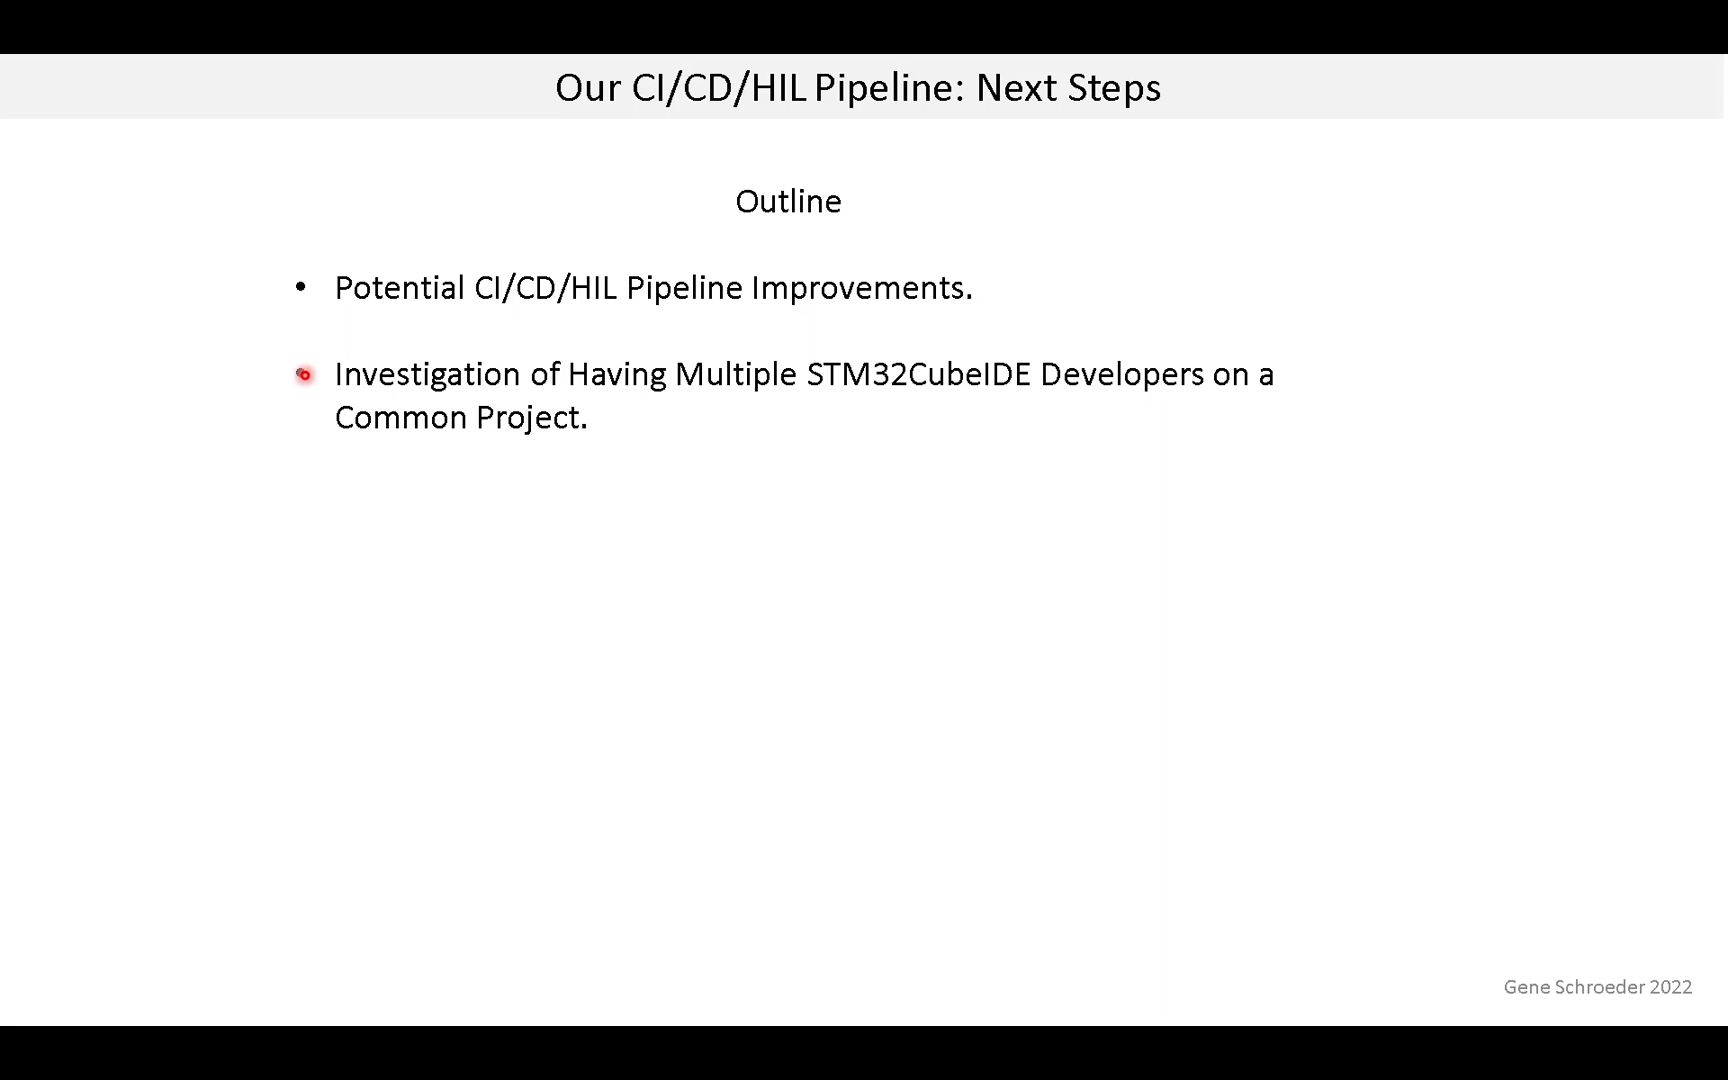 Our CI/CD/HIL Pipeline: Next Steps
Outline
• Potential CI/CD/HIL Pipeline Improvements.
• Investigation of Having Multiple STM32CubeIDE Developers on a
Common Project.
Gene Schroeder 2022